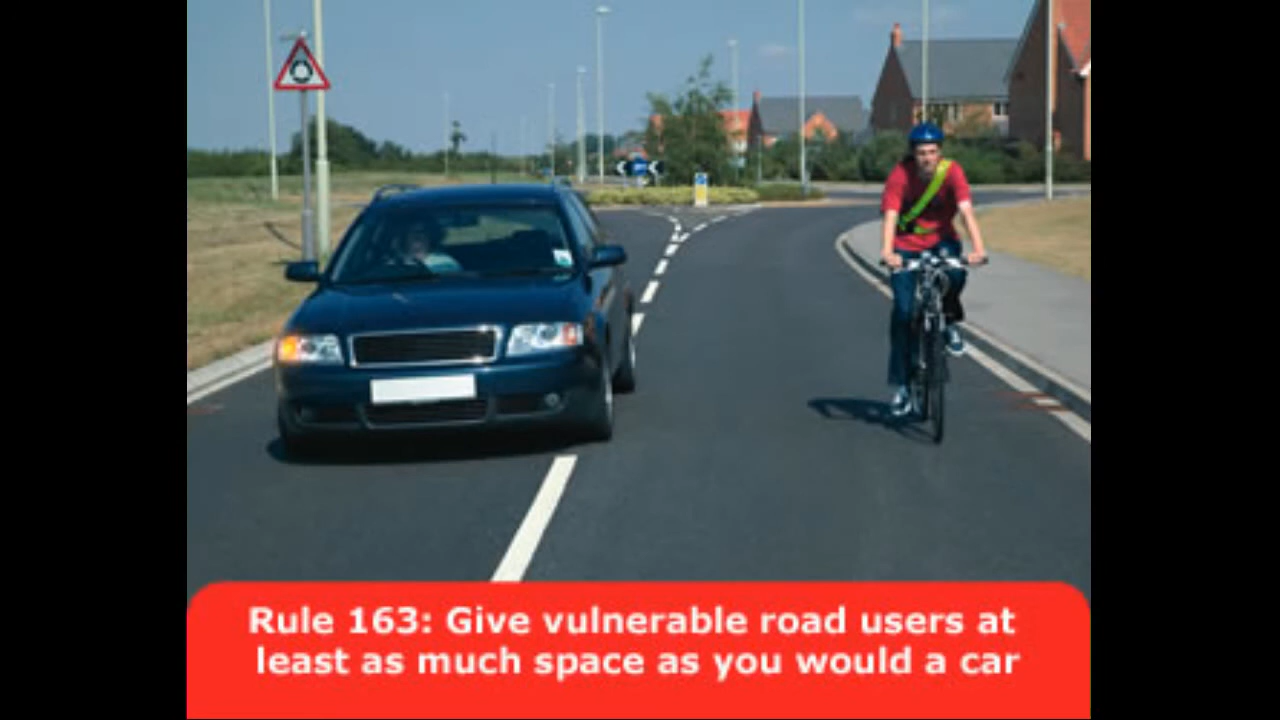 Rule 163: Give vulnerable road users at
least as much space as you would a car